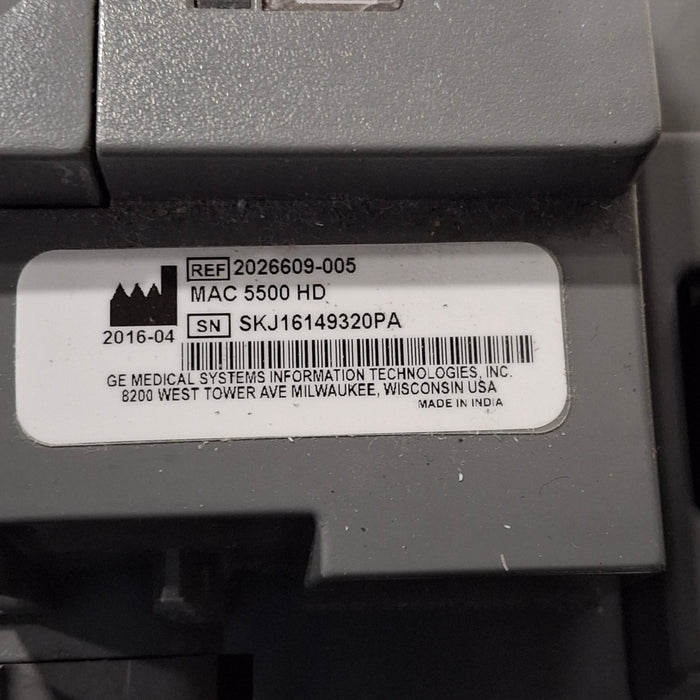 REF 2026609-005
MAC 5500 HD
2016-04
SN SKJ16149320PA
GE MEDICAL SYSTEMS INFORMATION TECHNOLOGIES, INC.
8200 WEST TOWER AVE MILWAUKEE, WISCONSIN USA
MADE IN INDIA